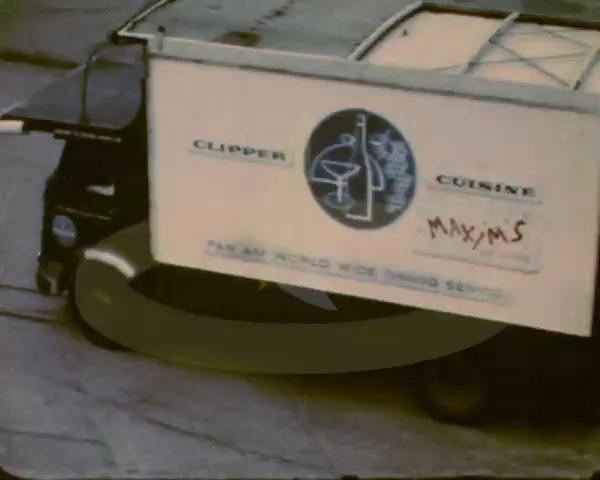 CLIPPER
CUISINE
MAXIM'S
PAN AM WORLD WIDE DINING SERVICE